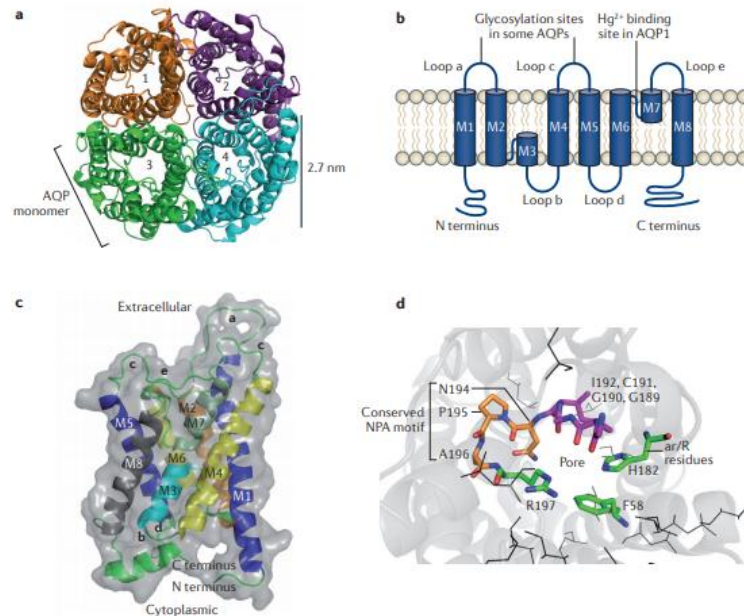 a
1
2
3
4
AQP
monomer
2.7 nm
b
Glycosylation sites
in some AQPs
Hg2+ binding
site in AQP1
Loop a
Loop c
Loop e
M1
M2
M3
M4
M5
M6
M7
M8
Loop b
Loop d
N terminus
C terminus
c
Extracellular
a
c
c
e
M2
M7
M5
M6
M8
M4
M3
M1
d
b
C terminus
N terminus
Cytoplasmic
d
N194
Conserved
NPA motif
P195
A196
I192, C191,
G190, G189
Pore
ar/R
residues
H182
R197
F58